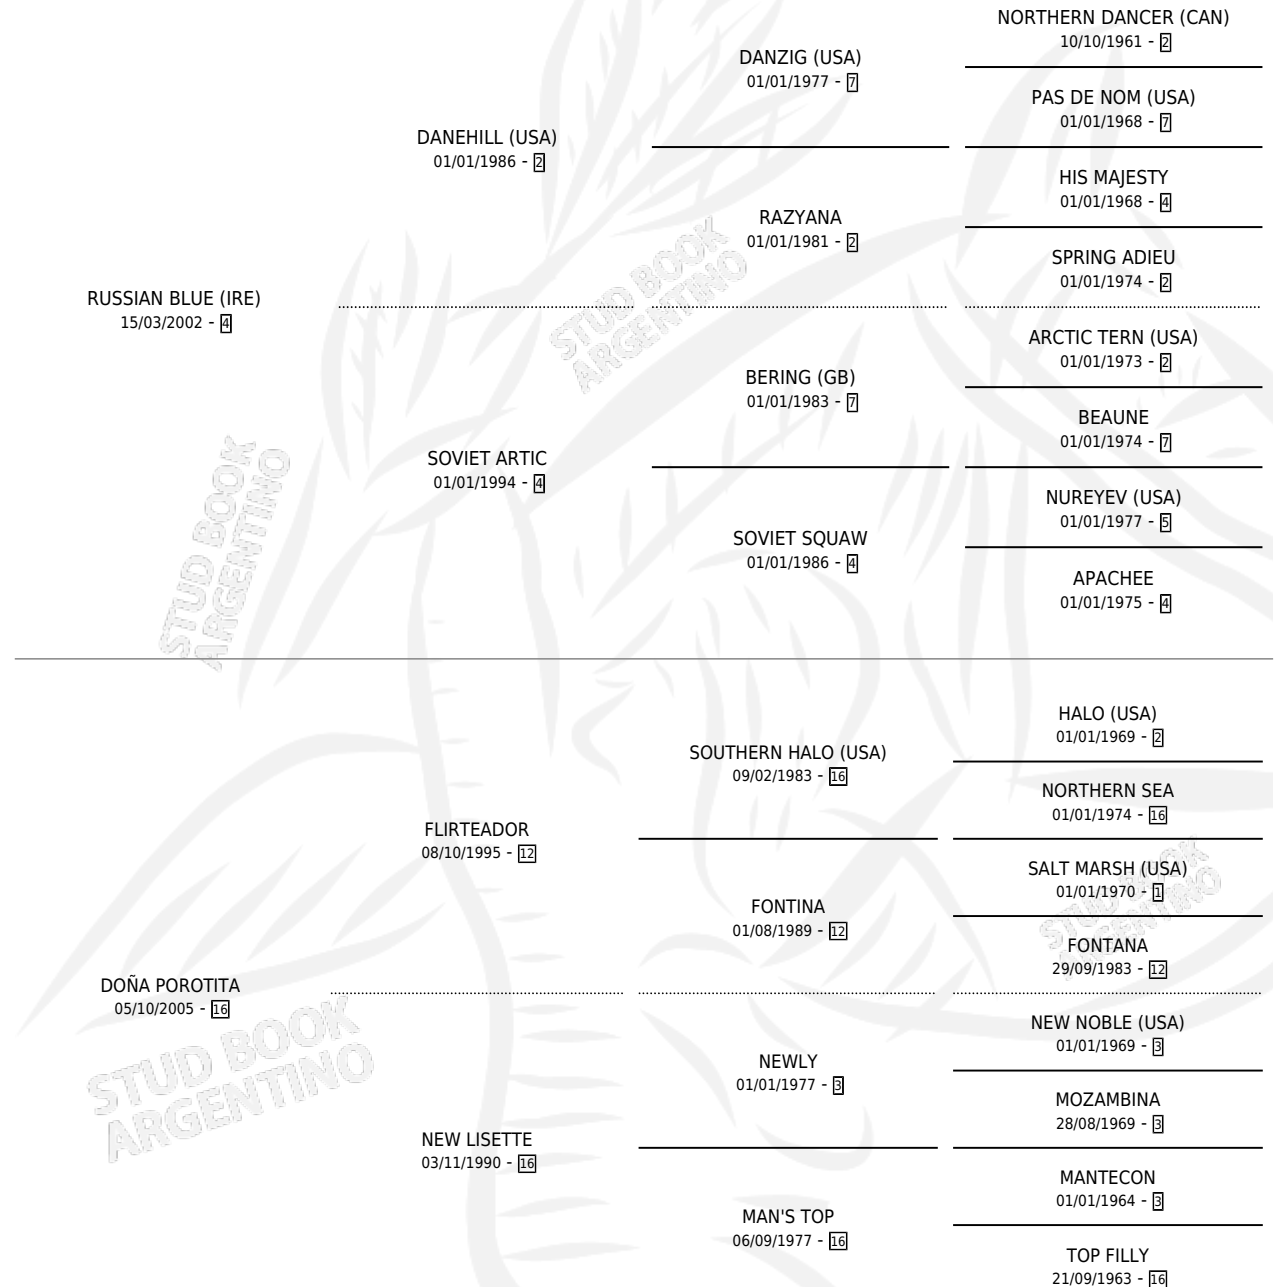 NORTHERN DANCER (CAN)
10/10/1961 - 2
DANZIG (USA)
01/01/1977 - 7
PAS DE NOM (USA)
01/01/1968 - 7
DANEHILL (USA)
01/01/1986 - 2
HIS MAJESTY
01/01/1968 - 4
RAZYANA
01/01/1981 - 2
SPRING ADIEU
01/01/1974 - 2
RUSSIAN BLUE (IRE)
15/03/2002 - 4
ARCTIC TERN (USA)
01/01/1973 - 2
BERING (GB)
01/01/1983 - 7
BEAUNE
01/01/1974 - 7
SOVIET ARTIC
01/01/1994 - 4
NUREYEV (USA)
01/01/1977 - 5
SOVIET SQUAW
01/01/1986 - 4
APACHEE
01/01/1975 - 4
HALO (USA)
01/01/1969 - 2
SOUTHERN HALO (USA)
09/02/1983 - 16
NORTHERN SEA
01/01/1974 - 16
FLIRTEADOR
08/10/1995 - 12
SALT MARSH (USA)
01/01/1970 - 1
FONTINA
01/08/1989 - 12
FONTANA
29/09/1983 - 12
DOÑA POROTITA
05/10/2005 - 16
NEW NOBLE (USA)
01/01/1969 - 3
NEWLY
01/01/1977 - 3
MOZAMBINA
28/08/1969 - 3
NEW LISETTE
03/11/1990 - 16
MANTECON
01/01/1964 - 3
MAN'S TOP
06/09/1977 - 16
TOP FILLY
21/09/1963 - 16
STUD BOOK
ARGENTINO
STUD BOOK
ARGENTINO
STUD BOOK
ARGENTINO
STUD BOOK
ARGENTINO